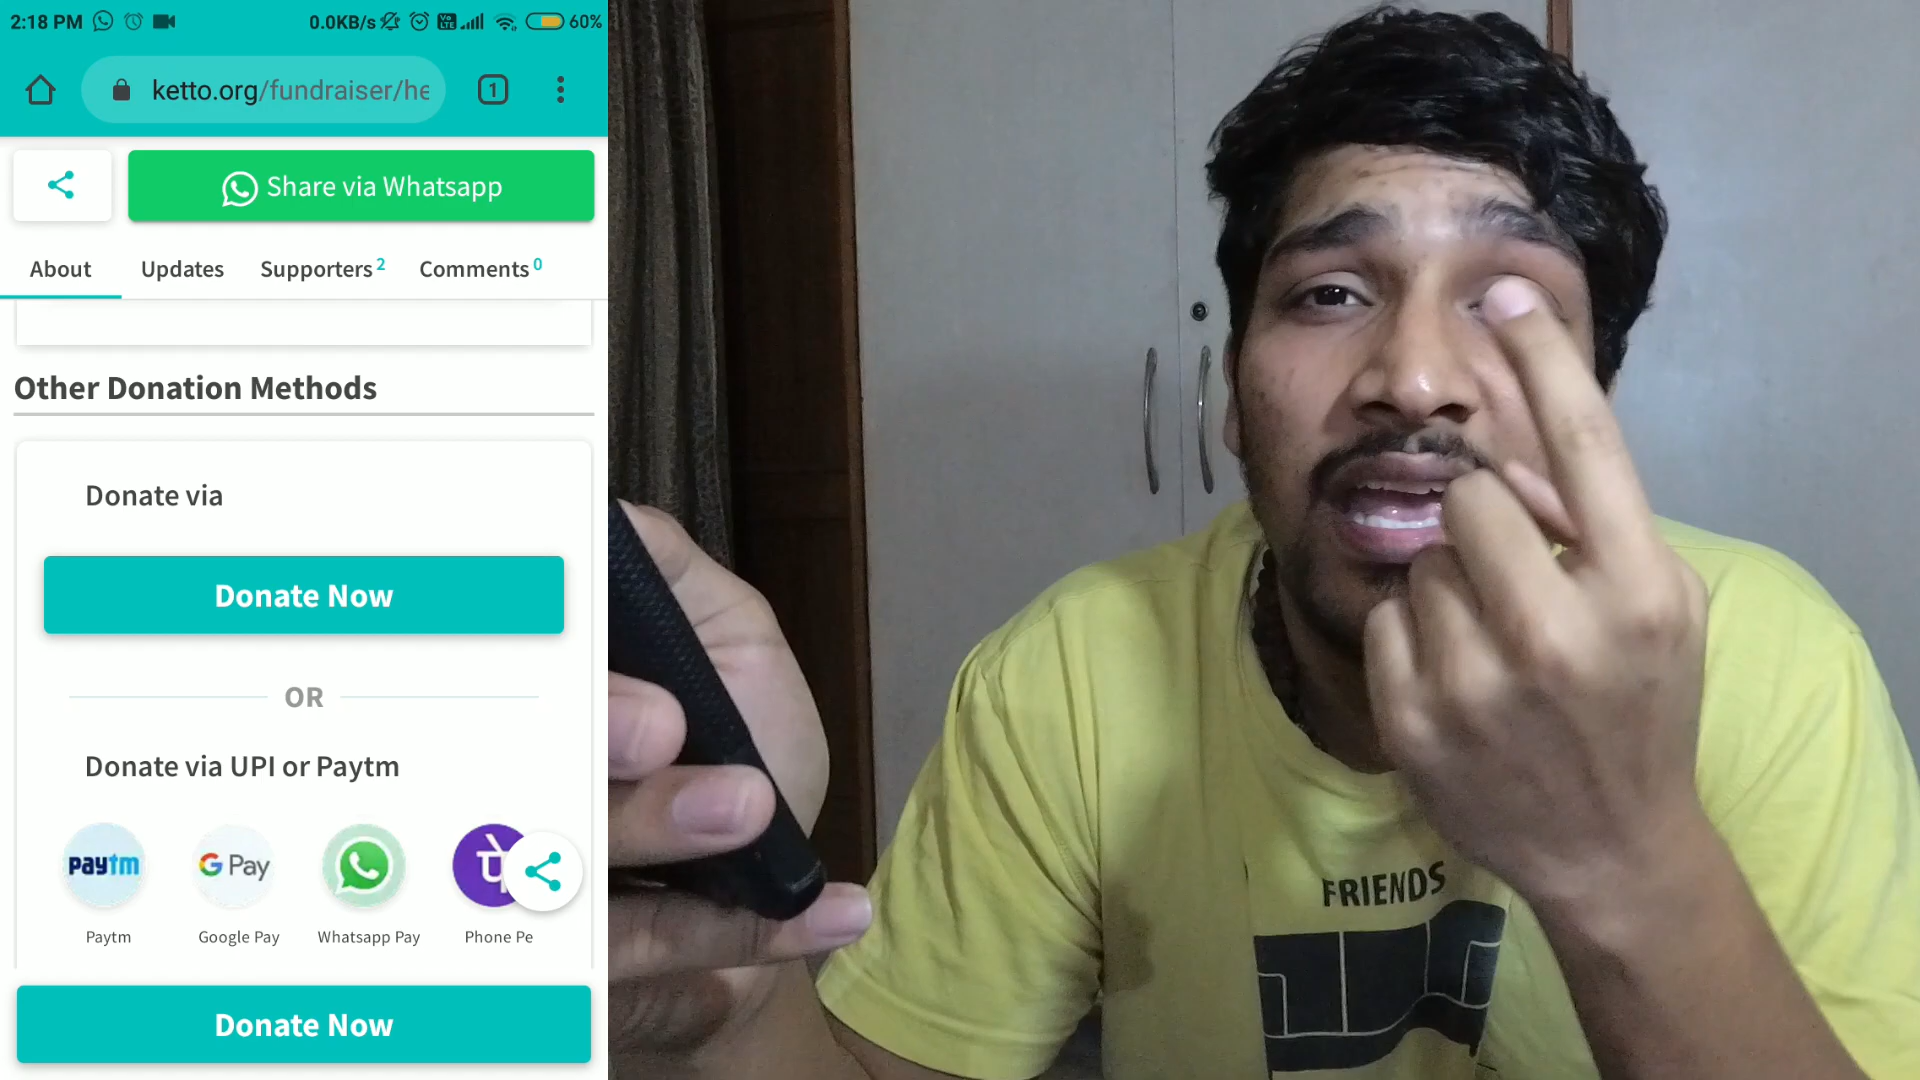 2:18 PM 0.0KB/s Vo LTE 60%
ketto.org/fundraiser/he
1
Share via Whatsapp
About Updates Supporters 2 Comments 0
Other Donation Methods
Donate via
Donate Now
OR
Donate via UPI or Paytm
paytm G Pay पे
Paytm Google Pay Whatsapp Pay Phone Pe
Donate Now
FRIENDS